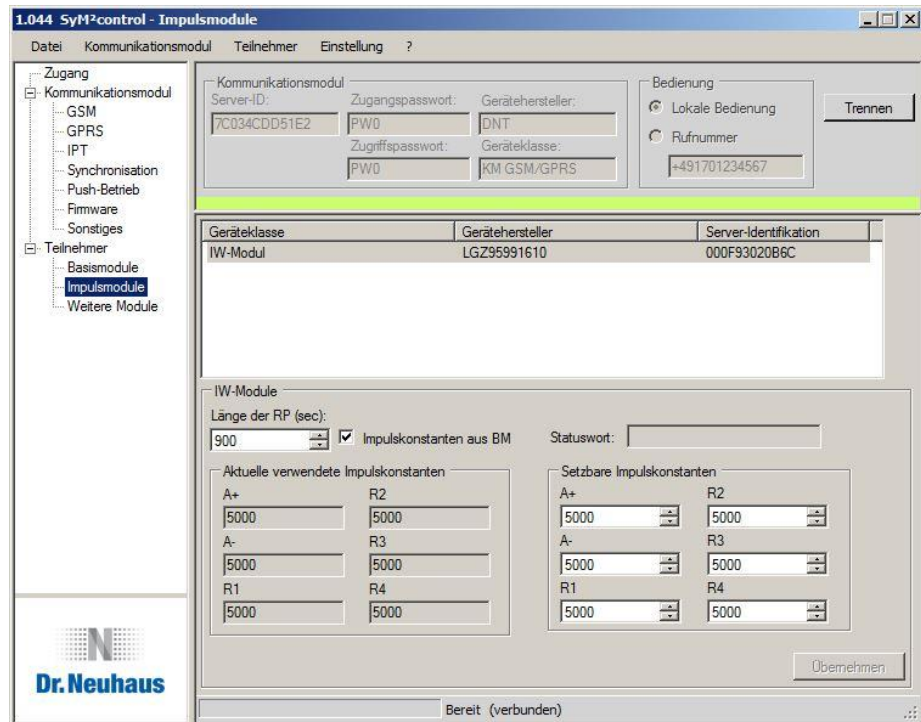 1.044 SyM²control - Impulsmodule
Datei Kommunikationsmodul Teilnehmer Einstellung ?
Zugang
Kommunikationsmodul
GSM
GPRS
IPT
Synchronisation
Push-Betrieb
Firmware
Sonstiges
Teilnehmer
Basismodule
Impulsmodule
Weitere Module
N
Dr.Neuhaus
Kommunikationsmodul
Server-ID: Zugangspasswort: Gerätehersteller:
7C034CDD51E2 PW0 DNT
Zugriffspasswort: Geräteklasse:
PW0 KM GSM/GPRS
Bedienung
Lokale Bedienung
Rufnummer
+491701234567
Trennen
Geräteklasse Gerätehersteller Server-Identifikation
IW-Modul LGZ95991610 000F93020B6C
IW-Module
Länge der RP (sec):
900 Impulskonstanten aus BM Statuswort:
Aktuelle verwendete Impulskonstanten
A+ R2
5000 5000
A- R3
5000 5000
R1 R4
5000 5000
Setzbare Impulskonstanten
A+ R2
5000 5000
A- R3
5000 5000
R1 R4
5000 5000
Übernehmen
Bereit (verbunden)